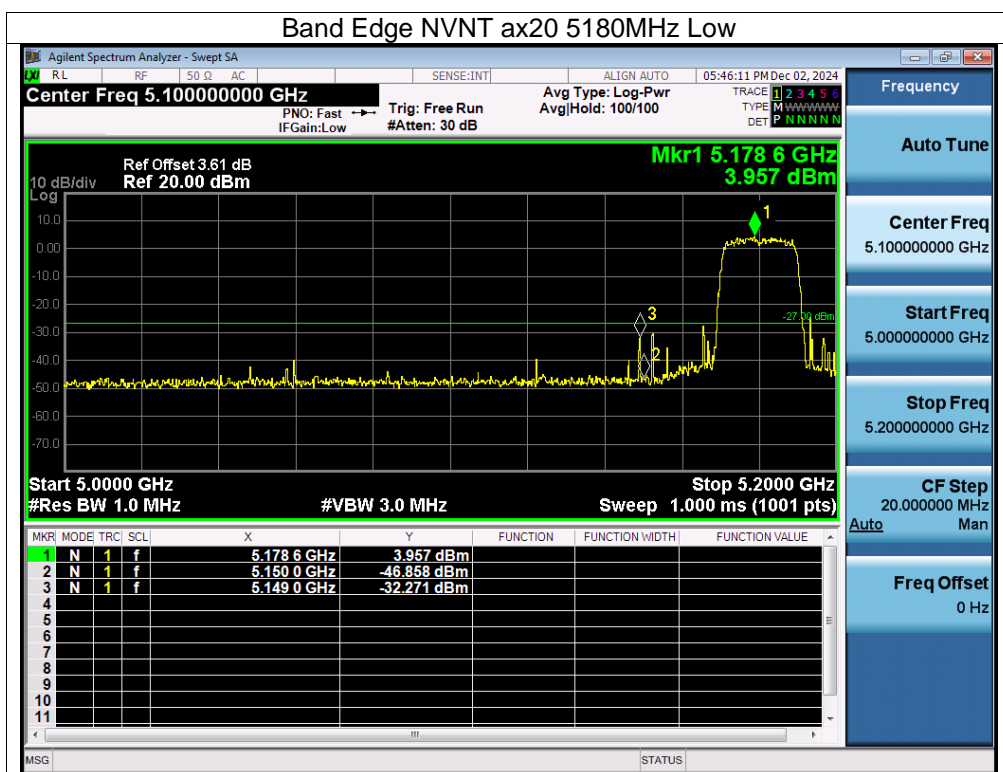 Band Edge NVNT ax20 5180MHz Low
Agilent Spectrum Analyzer - Swept SA
LXI RL RF 50 Ω AC SENSE:INT ALIGN AUTO 05:46:11 PM Dec 02, 2024
Center Freq 5.100000000 GHz
PNO: Fast
IFGain:Low
Trig: Free Run
#Atten: 30 dB
Avg Type: Log-Pwr
Avg|Hold: 100/100
TRACE 1 2 3 4 5 6
TYPE M WWWWW
DET P N N N N N
Frequency
Auto Tune
Center Freq
5.100000000 GHz
Start Freq
5.000000000 GHz
Stop Freq
5.200000000 GHz
CF Step
20.000000 MHz
Auto Man
Freq Offset
0 Hz
Mkr1 5.178 6 GHz
3.957 dBm
Ref Offset 3.61 dB
10 dB/div Ref 20.00 dBm
Log
10.0
0.00
-10.0
-20.0
-30.0
-40.0
-50.0
-60.0
-70.0
1
3
2
-27.00 dBm
Start 5.0000 GHz Stop 5.2000 GHz
#Res BW 1.0 MHz #VBW 3.0 MHz Sweep 1.000 ms (1001 pts)
MKR MODE TRC SCL X Y FUNCTION FUNCTION WIDTH FUNCTION VALUE
1 N 1 f 5.178 6 GHz 3.957 dBm
2 N 1 f 5.150 0 GHz -46.858 dBm
3 N 1 f 5.149 0 GHz -32.271 dBm
4
5
6
7
8
9
10
11
MSG STATUS